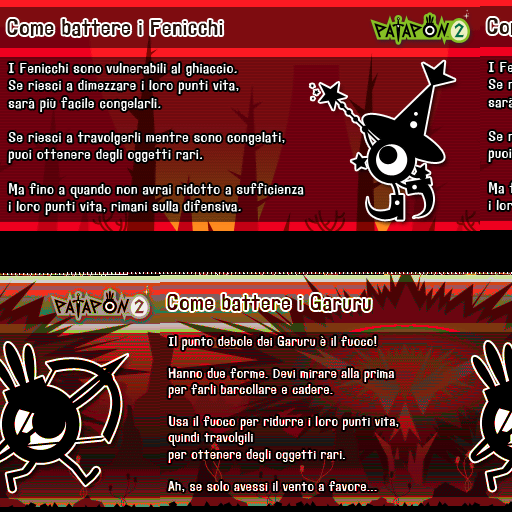 Come battere i Fenicchi
PATAPON 2
I Fenicchi sono vulnerabili al ghiaccio.
Se riesci a dimezzare i loro punti vita,
sarà più facile congelarli.
Se riesci a travolgerli mentre sono congelati,
puoi ottenere degli oggetti rari.
Ma fino a quando non avrai ridotto a sufficienza
i loro punti vita, rimani sulla difensiva.
PATAPON 2
Come battere i Garuru
Il punto debole dei Garuru è il fuoco!
Hanno due forme. Devi mirare alla prima
per farli barcollare e cadere.
Usa il fuoco per ridurre i loro punti vita,
quindi travolgili
per ottenere degli oggetti rari.
Ah, se solo avessi il vento a favore...